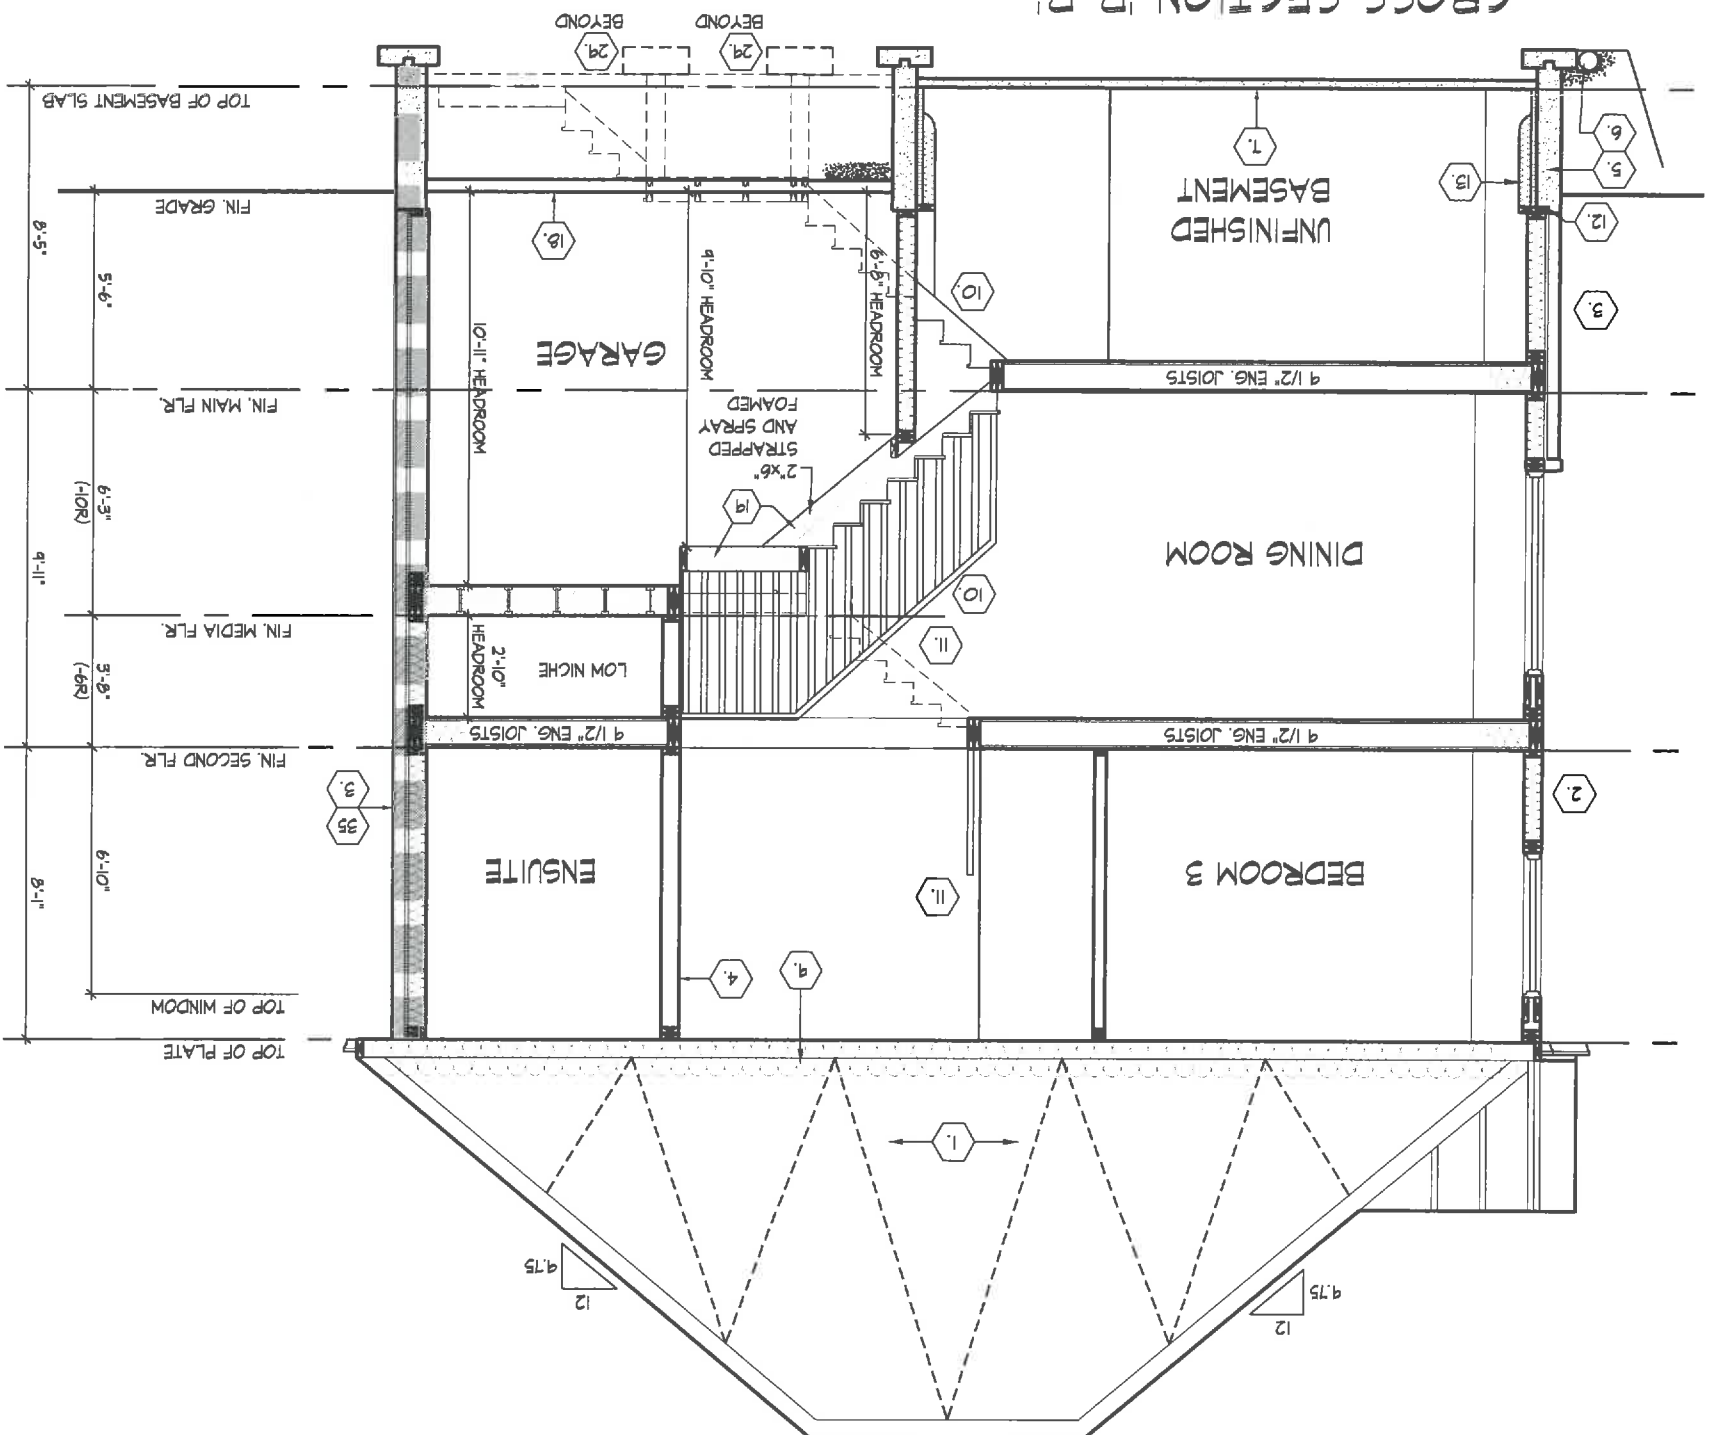 12
9.75
12
9.75
1.
TOP OF PLATE
TOP OF WINDOW
9.
4.
11.
BEDROOM 3
ENSUITE
6'-10"
8'-1"
35
3.
2.
FIN. SECOND FLR.
9 1/2" ENG. JOISTS
9 1/2" ENG. JOISTS
LOW NICHE
2'-10"
HEADROOM
5'-8"
(-6R)
11.
FIN. MEDIA FLR.
10.
DINING ROOM
19
2"x6"
STRAPPED
AND SPRAY
FOAMED
6'-3"
(-10R)
9'-11"
FIN. MAIN FLR.
9 1/2" ENG. JOISTS
GARAGE
10'-11" HEADROOM
9'-10" HEADROOM
6'-8" HEADROOM
10.
3.
5'-6"
8'-5"
UNFINISHED
BASEMENT
18.
12.
13.
FIN. GRADE
5.
6.
7.
TOP OF BASEMENT SLAB
29.
BEYOND
29.
BEYOND
CROSS SECTION 'B-B'